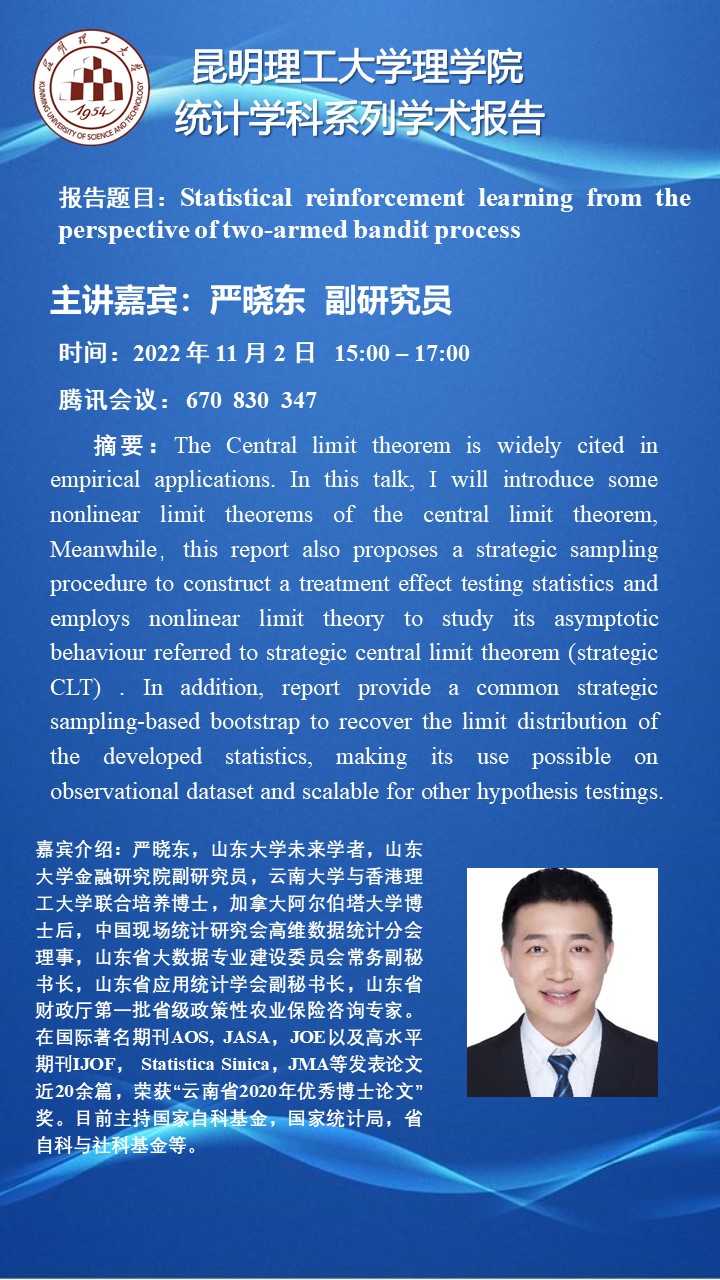 昆明理工大学
KUNMING UNIVERSITY OF SCIENCE AND TECHNOLOGY
1954
昆明理工大学理学院
统计学科系列学术报告
报告题目：Statistical reinforcement learning from the
perspective of two-armed bandit process
主讲嘉宾：严晓东 副研究员
时间：2022 年 11 月 2 日 15:00 – 17:00
腾讯会议：670 830 347
摘要：The Central limit theorem is widely cited in
empirical applications. In this talk, I will introduce some
nonlinear limit theorems of the central limit theorem,
Meanwhile，this report also proposes a strategic sampling
procedure to construct a treatment effect testing statistics and
employs nonlinear limit theory to study its asymptotic
behaviour referred to strategic central limit theorem (strategic
CLT) . In addition, report provide a common strategic
sampling-based bootstrap to recover the limit distribution of
the developed statistics, making its use possible on
observational dataset and scalable for other hypothesis testings.
嘉宾介绍：严晓东，山东大学未来学者，山东
大学金融研究院副研究员，云南大学与香港理
工大学联合培养博士，加拿大阿尔伯塔大学博
士后，中国现场统计研究会高维数据统计分会
理事，山东省大数据专业建设委员会常务副秘
书长，山东省应用统计学会副秘书长，山东省
财政厅第一批省级政策性农业保险咨询专家。
在国际著名期刊AOS, JASA，JOE以及高水平
期刊IJOF， Statistica Sinica，JMA等发表论文
近20余篇，荣获“云南省2020年优秀博士论文”
奖。目前主持国家自科基金，国家统计局，省
自科与社科基金等。